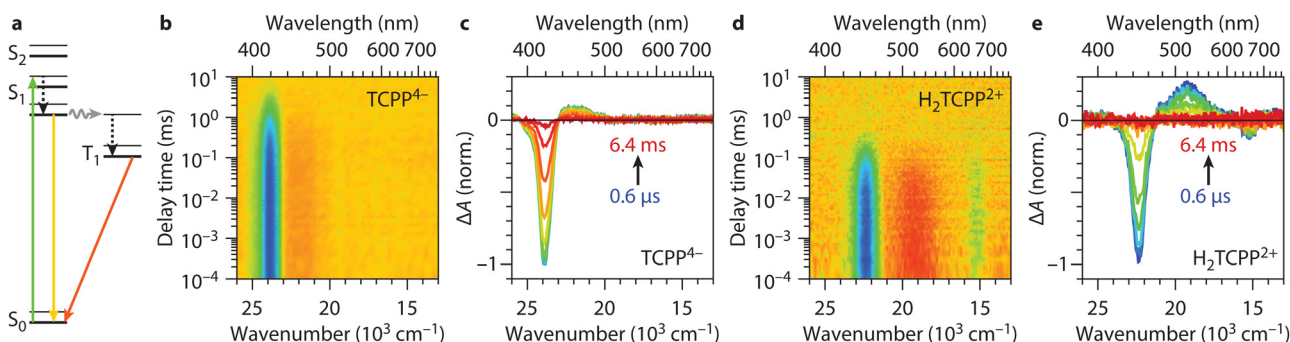 a
S2
S1
T1
S0
b
Wavelength (nm)
400 500 600 700
Delay time (ms)
10¹
10⁰
10⁻¹
10⁻²
10⁻³
10⁻⁴
TCPP⁴⁻
25 20 15
Wavenumber (10³ cm⁻¹)
c
Wavelength (nm)
400 500 600 700
ΔA (norm.)
0
−1
6.4 ms
0.6 µs
TCPP⁴⁻
25 20 15
Wavenumber (10³ cm⁻¹)
d
Wavelength (nm)
400 500 600 700
Delay time (ms)
10¹
10⁰
10⁻¹
10⁻²
10⁻³
10⁻⁴
H₂TCPP²⁺
25 20 15
Wavenumber (10³ cm⁻¹)
e
Wavelength (nm)
400 500 600 700
ΔA (norm.)
0
−1
6.4 ms
0.6 µs
H₂TCPP²⁺
25 20 15
Wavenumber (10³ cm⁻¹)